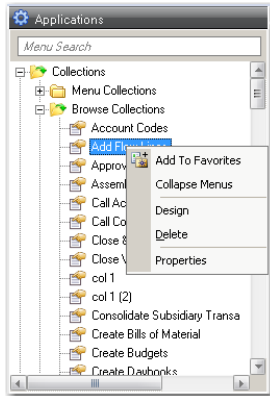 Applications
Menu Search
Collections
Menu Collections
Browse Collections
Account Codes
Add Flow Lines
Approv
Assembl
Call Ac
Call Co
Close &
Close V
col 1
col 1 (2)
Consolidate Subsidiary Transa
Create Bills of Material
Create Budgets
Create Daybooks
Add To Favorites
Collapse Menus
Design
Delete
Properties